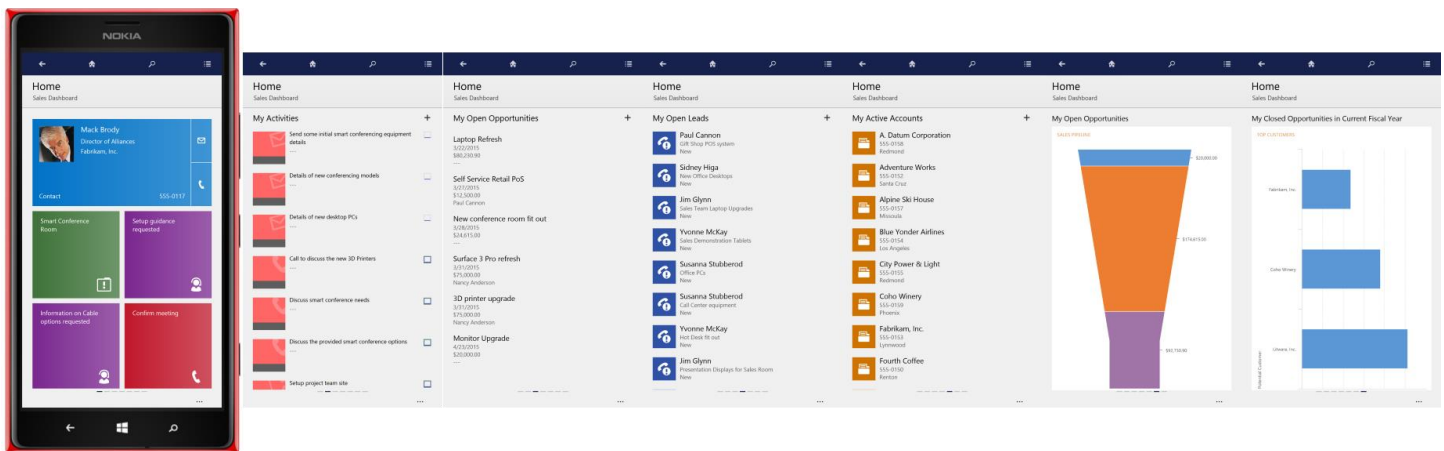 NOKIA
Home
Sales Dashboard
Mack Brody
Director of Alliances
Fabrikam, Inc.
Contact
555-0117
Smart Conference
Room
Setup guidance
requested
Information on Cable
options requested
Confirm meeting
...
Home
Sales Dashboard
My Activities
+
Send some initial smart conferencing equipment
details
---
Details of new conferencing models
---
Details of new desktop PCs
---
Call to discuss the new 3D Printers
---
Discuss smart conference needs
---
Discuss the provided smart conference options
---
Setup project team site
...
Home
Sales Dashboard
My Open Opportunities
+
Laptop Refresh
3/22/2015
$80,230.90
---
Self Service Retail PoS
3/27/2015
$12,500.00
Paul Cannon
New conference room fit out
3/28/2015
$24,615.00
---
Surface 3 Pro refresh
3/31/2015
$75,000.00
Nancy Anderson
3D printer upgrade
3/31/2015
$75,000.00
Nancy Anderson
Monitor Upgrade
4/23/2015
$20,000.00
---
...
Home
Sales Dashboard
My Open Leads
+
Paul Cannon
Gift Shop POS system
New
Sidney Higa
New Office Desktops
New
Jim Glynn
Sales Team Laptop Upgrades
New
Yvonne McKay
Sales Demonstration Tablets
New
Susanna Stubberod
Office PCs
New
Susanna Stubberod
Call Center equipment
New
Yvonne McKay
Hot Desk fit out
New
Jim Glynn
Presentation Displays for Sales Room
New
...
Home
Sales Dashboard
My Active Accounts
+
A. Datum Corporation
555-0158
Redmond
Adventure Works
555-0152
Santa Cruz
Alpine Ski House
555-0157
Missoula
Blue Yonder Airlines
555-0154
Los Angeles
City Power & Light
555-0155
Redmond
Coho Winery
555-0159
Phoenix
Fabrikam, Inc.
555-0153
Lynnwood
Fourth Coffee
555-0150
Renton
...
Home
Sales Dashboard
My Open Opportunities
SALES PIPELINE
$20,000.00
...
Home
Sales Dashboard
My Closed Opportunities in Current Fiscal Year
TOP CUSTOMERS
Fabrikam, Inc.
Coho Winery
Potential Customer
...